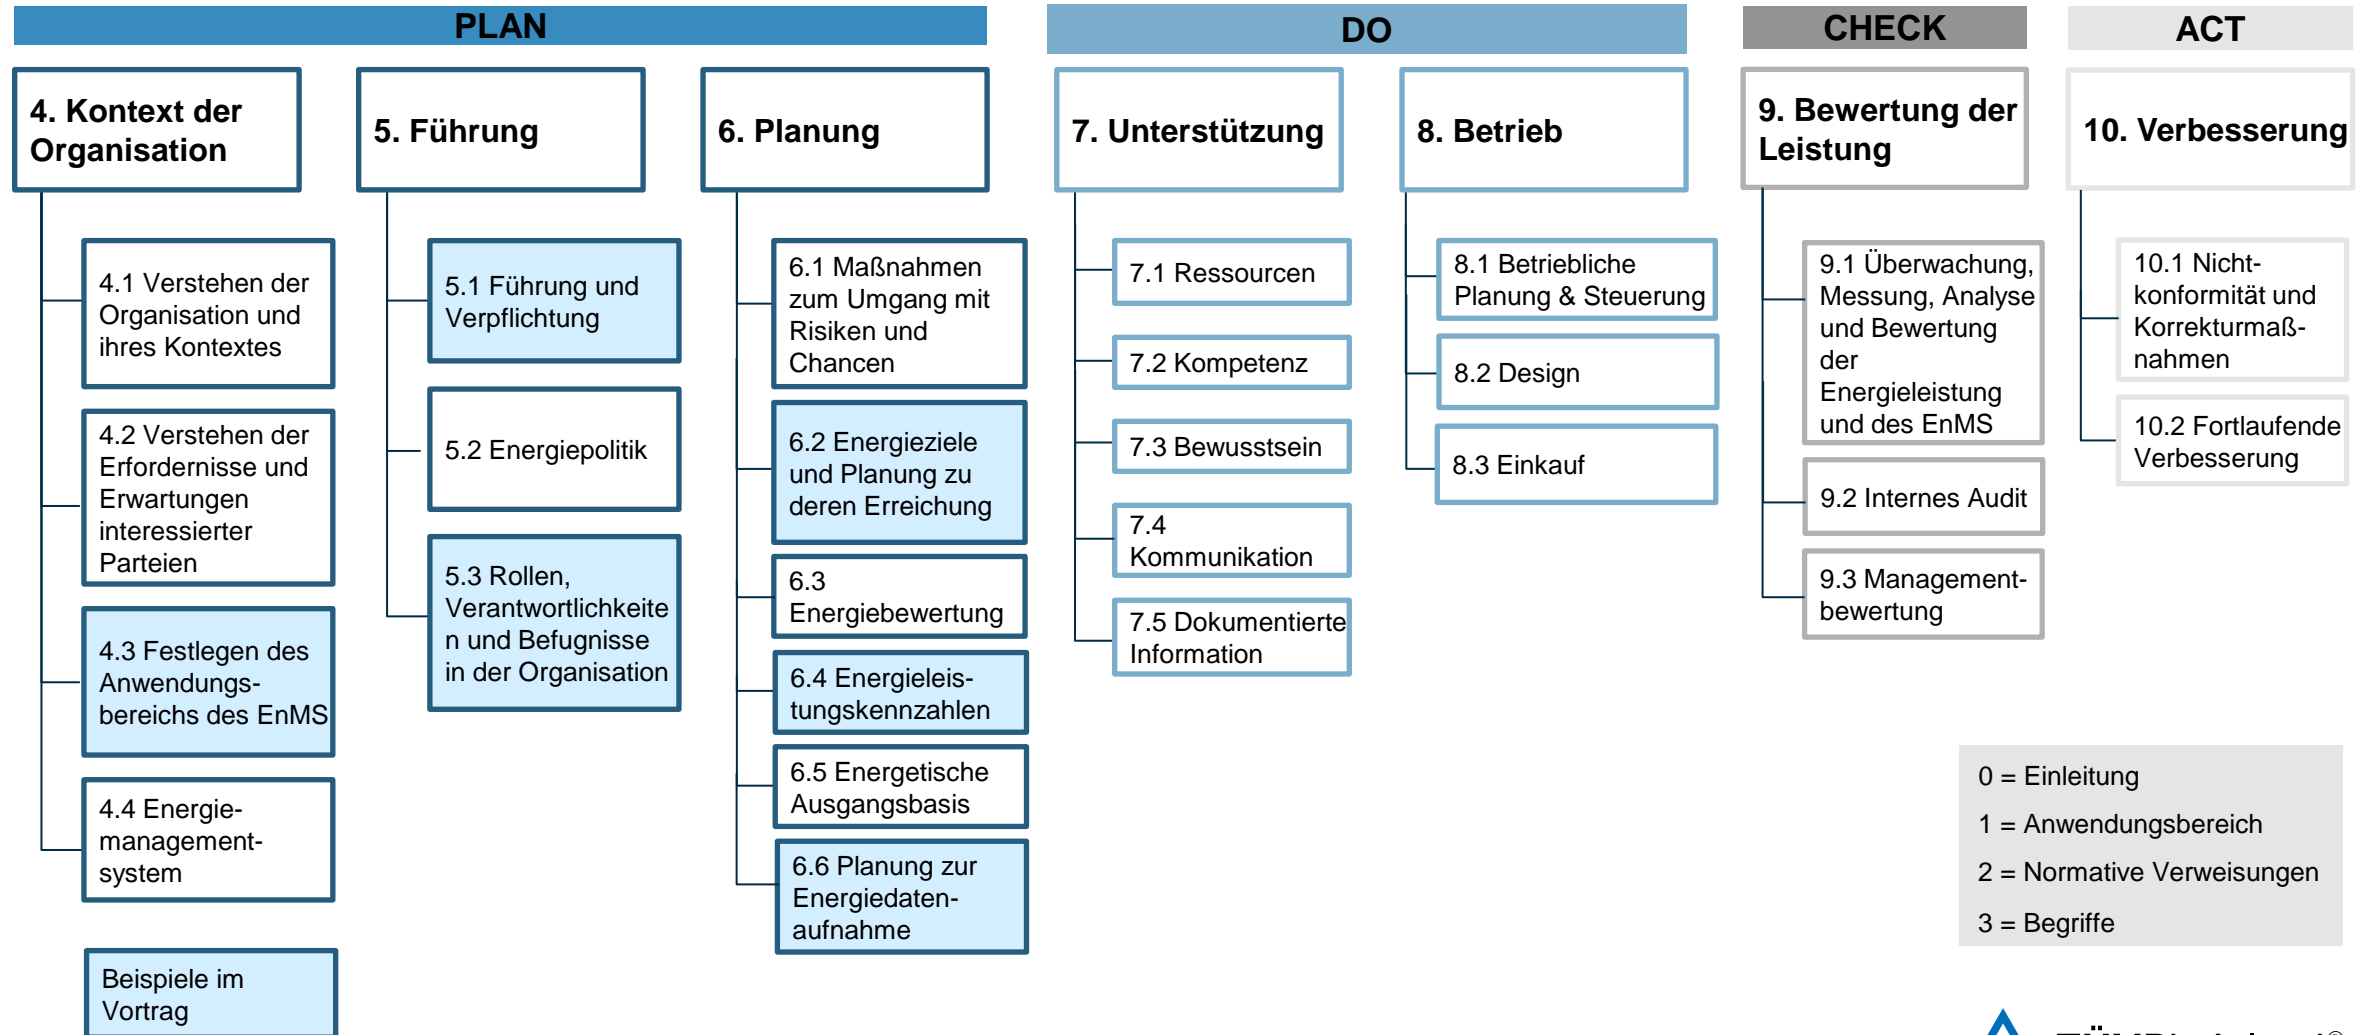 PLAN
DO
CHECK
ACT
4. Kontext der
Organisation
5. Führung
6. Planung
7. Unterstützung
8. Betrieb
9. Bewertung der
Leistung
10. Verbesserung
4.1 Verstehen der
Organisation und
ihres Kontextes
4.2 Verstehen der
Erfordernisse und
Erwartungen
interessierter
Parteien
4.3 Festlegen des
Anwendungs-
bereichs des EnMS
4.4 Energie-
management-
system
Beispiele im
Vortrag
5.1 Führung und
Verpflichtung
5.2 Energiepolitik
5.3 Rollen,
Verantwortlichkeite
n und Befugnisse
in der Organisation
6.1 Maßnahmen
zum Umgang mit
Risiken und
Chancen
6.2 Energieziele
und Planung zu
deren Erreichung
6.3
Energiebewertung
6.4 Energieleis-
tungskennzahlen
6.5 Energetische
Ausgangsbasis
6.6 Planung zur
Energiedaten-
aufnahme
7.1 Ressourcen
7.2 Kompetenz
7.3 Bewusstsein
7.4
Kommunikation
7.5 Dokumentierte
Information
8.1 Betriebliche
Planung & Steuerung
8.2 Design
8.3 Einkauf
9.1 Überwachung,
Messung, Analyse
und Bewertung
der
Energieleistung
und des EnMS
9.2 Internes Audit
9.3 Management-
bewertung
10.1 Nicht-
konformität und
Korrekturmaß-
nahmen
10.2 Fortlaufende
Verbesserung
0 = Einleitung
1 = Anwendungsbereich
2 = Normative Verweisungen
3 = Begriffe